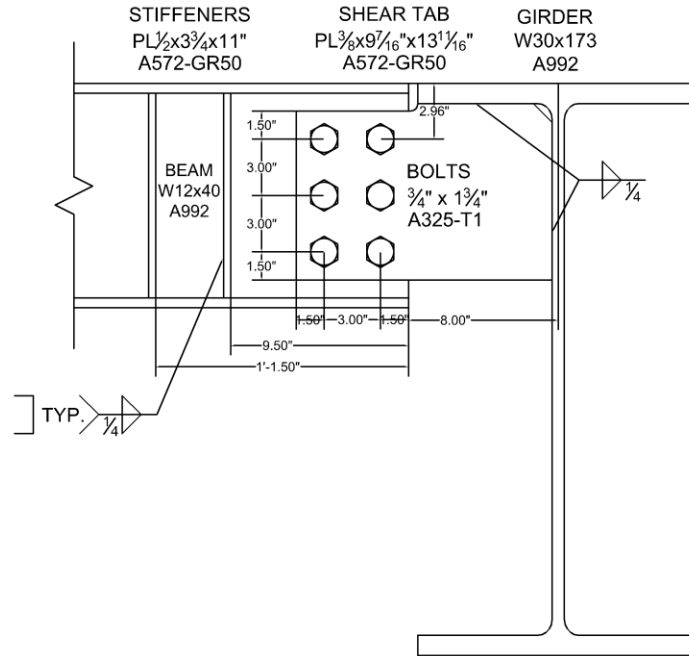 STIFFENERS
PL½x3¾x11"
A572-GR50
SHEAR TAB
PL⅜x9⁷⁄₁₆"x13¹¹⁄₁₆"
A572-GR50
GIRDER
W30x173
A992
2.96"
1.50"
3.00"
3.00"
1.50"
BEAM
W12x40
A992
BOLTS
¾" x 1¾"
A325-T1
¼
1.50"
3.00"
1.50"
8.00"
9.50"
1'-1.50"
TYP.
¼